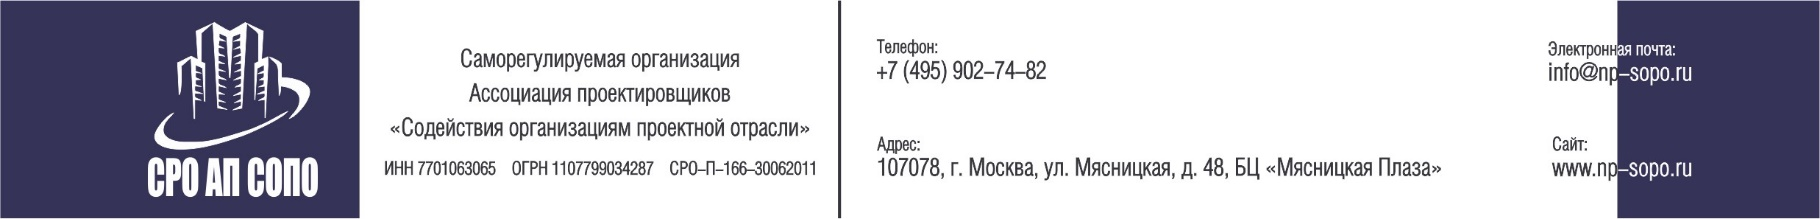 СРО АП СОПО
Саморегулируемая организация
Ассоциация проектировщиков
«Содействия организациям проектной отрасли»
ИНН 7701063065 ОГРН 1107799034287 СРО–П–166–30062011
Телефон:
+7 (495) 902–74–82
Адрес:
107078, г. Москва, ул. Мясницкая, д. 48, БЦ «Мясницкая Плаза»
Электронная почта:
info@np–sopo.ru
Сайт:
www.np–sopo.ru